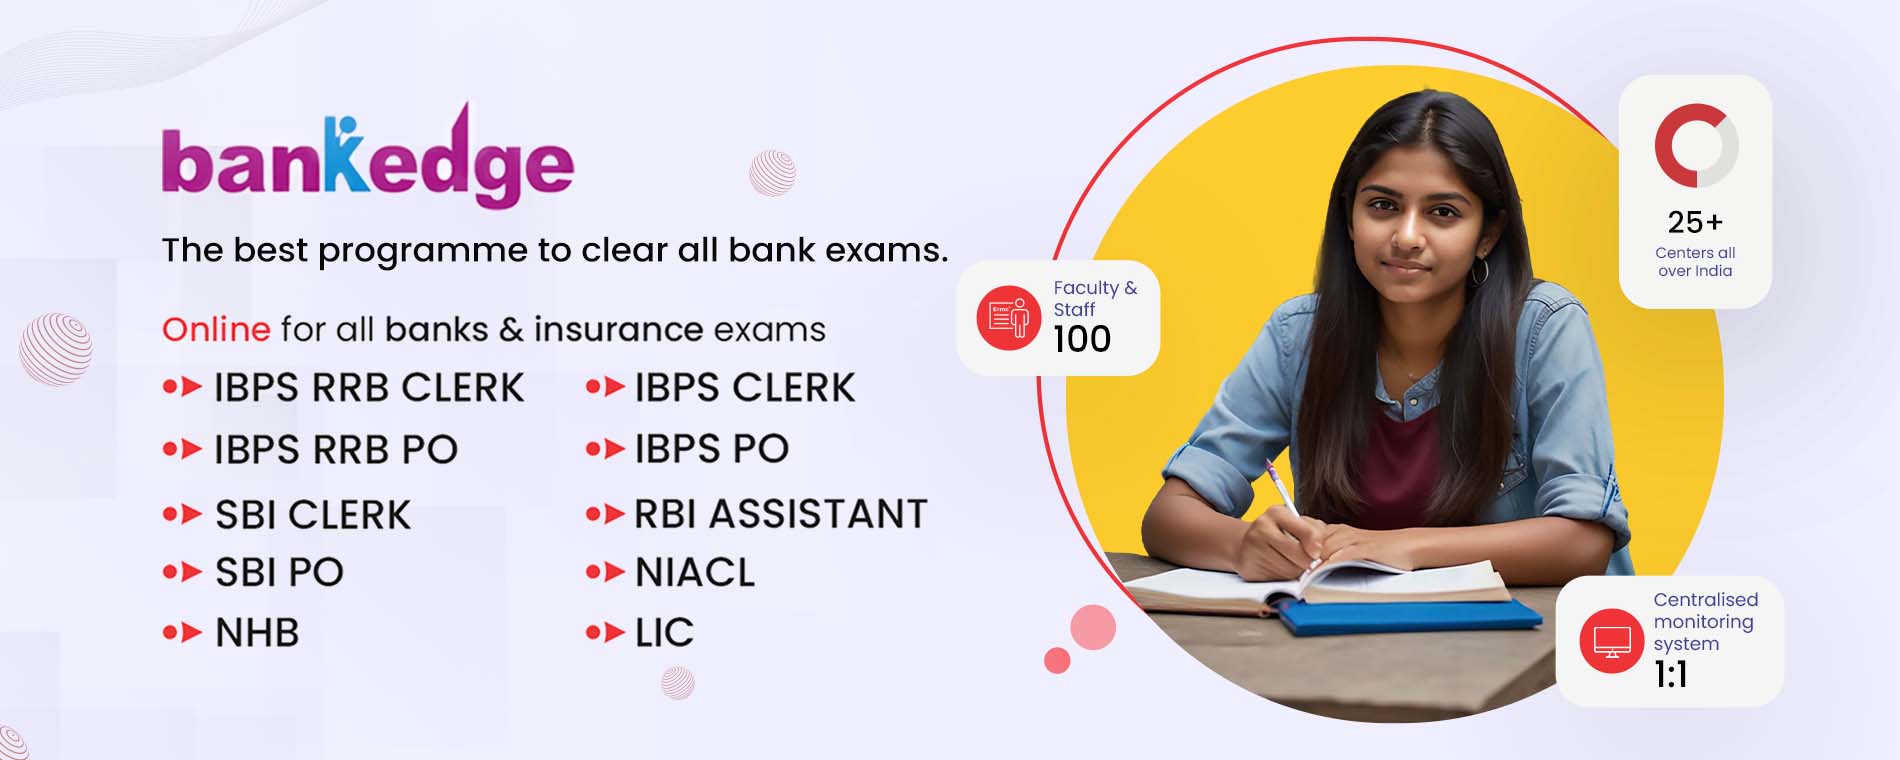 bankedge
The best programme to clear all bank exams.
Online for all banks & insurance exams
IBPS RRB CLERK
IBPS RRB PO
SBI CLERK
SBI PO
NHB
IBPS CLERK
IBPS PO
RBI ASSISTANT
NIACL
LIC
Faculty &
Staff
100
25+
Centers all
over India
Centralised
monitoring
system
1:1